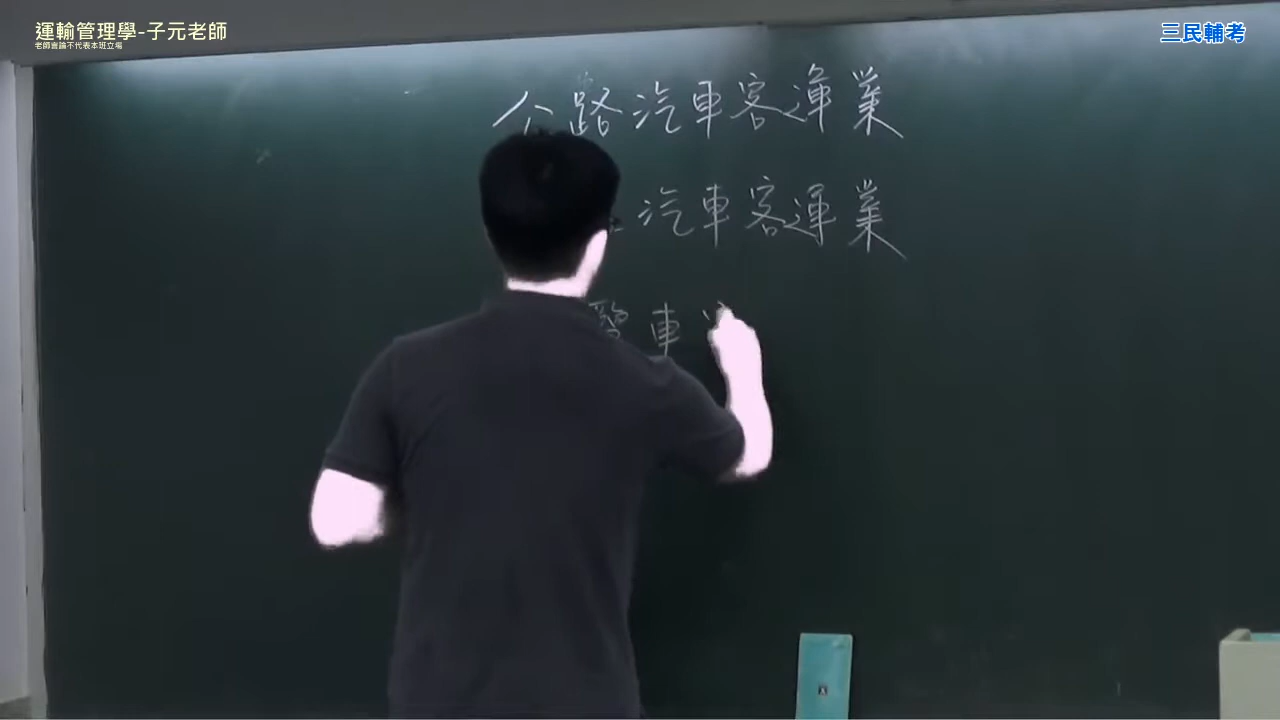 運輸管理學-子元老師
老師言論不代表本班立場
三民輔考
公路汽車客運業
汽車客運業
車